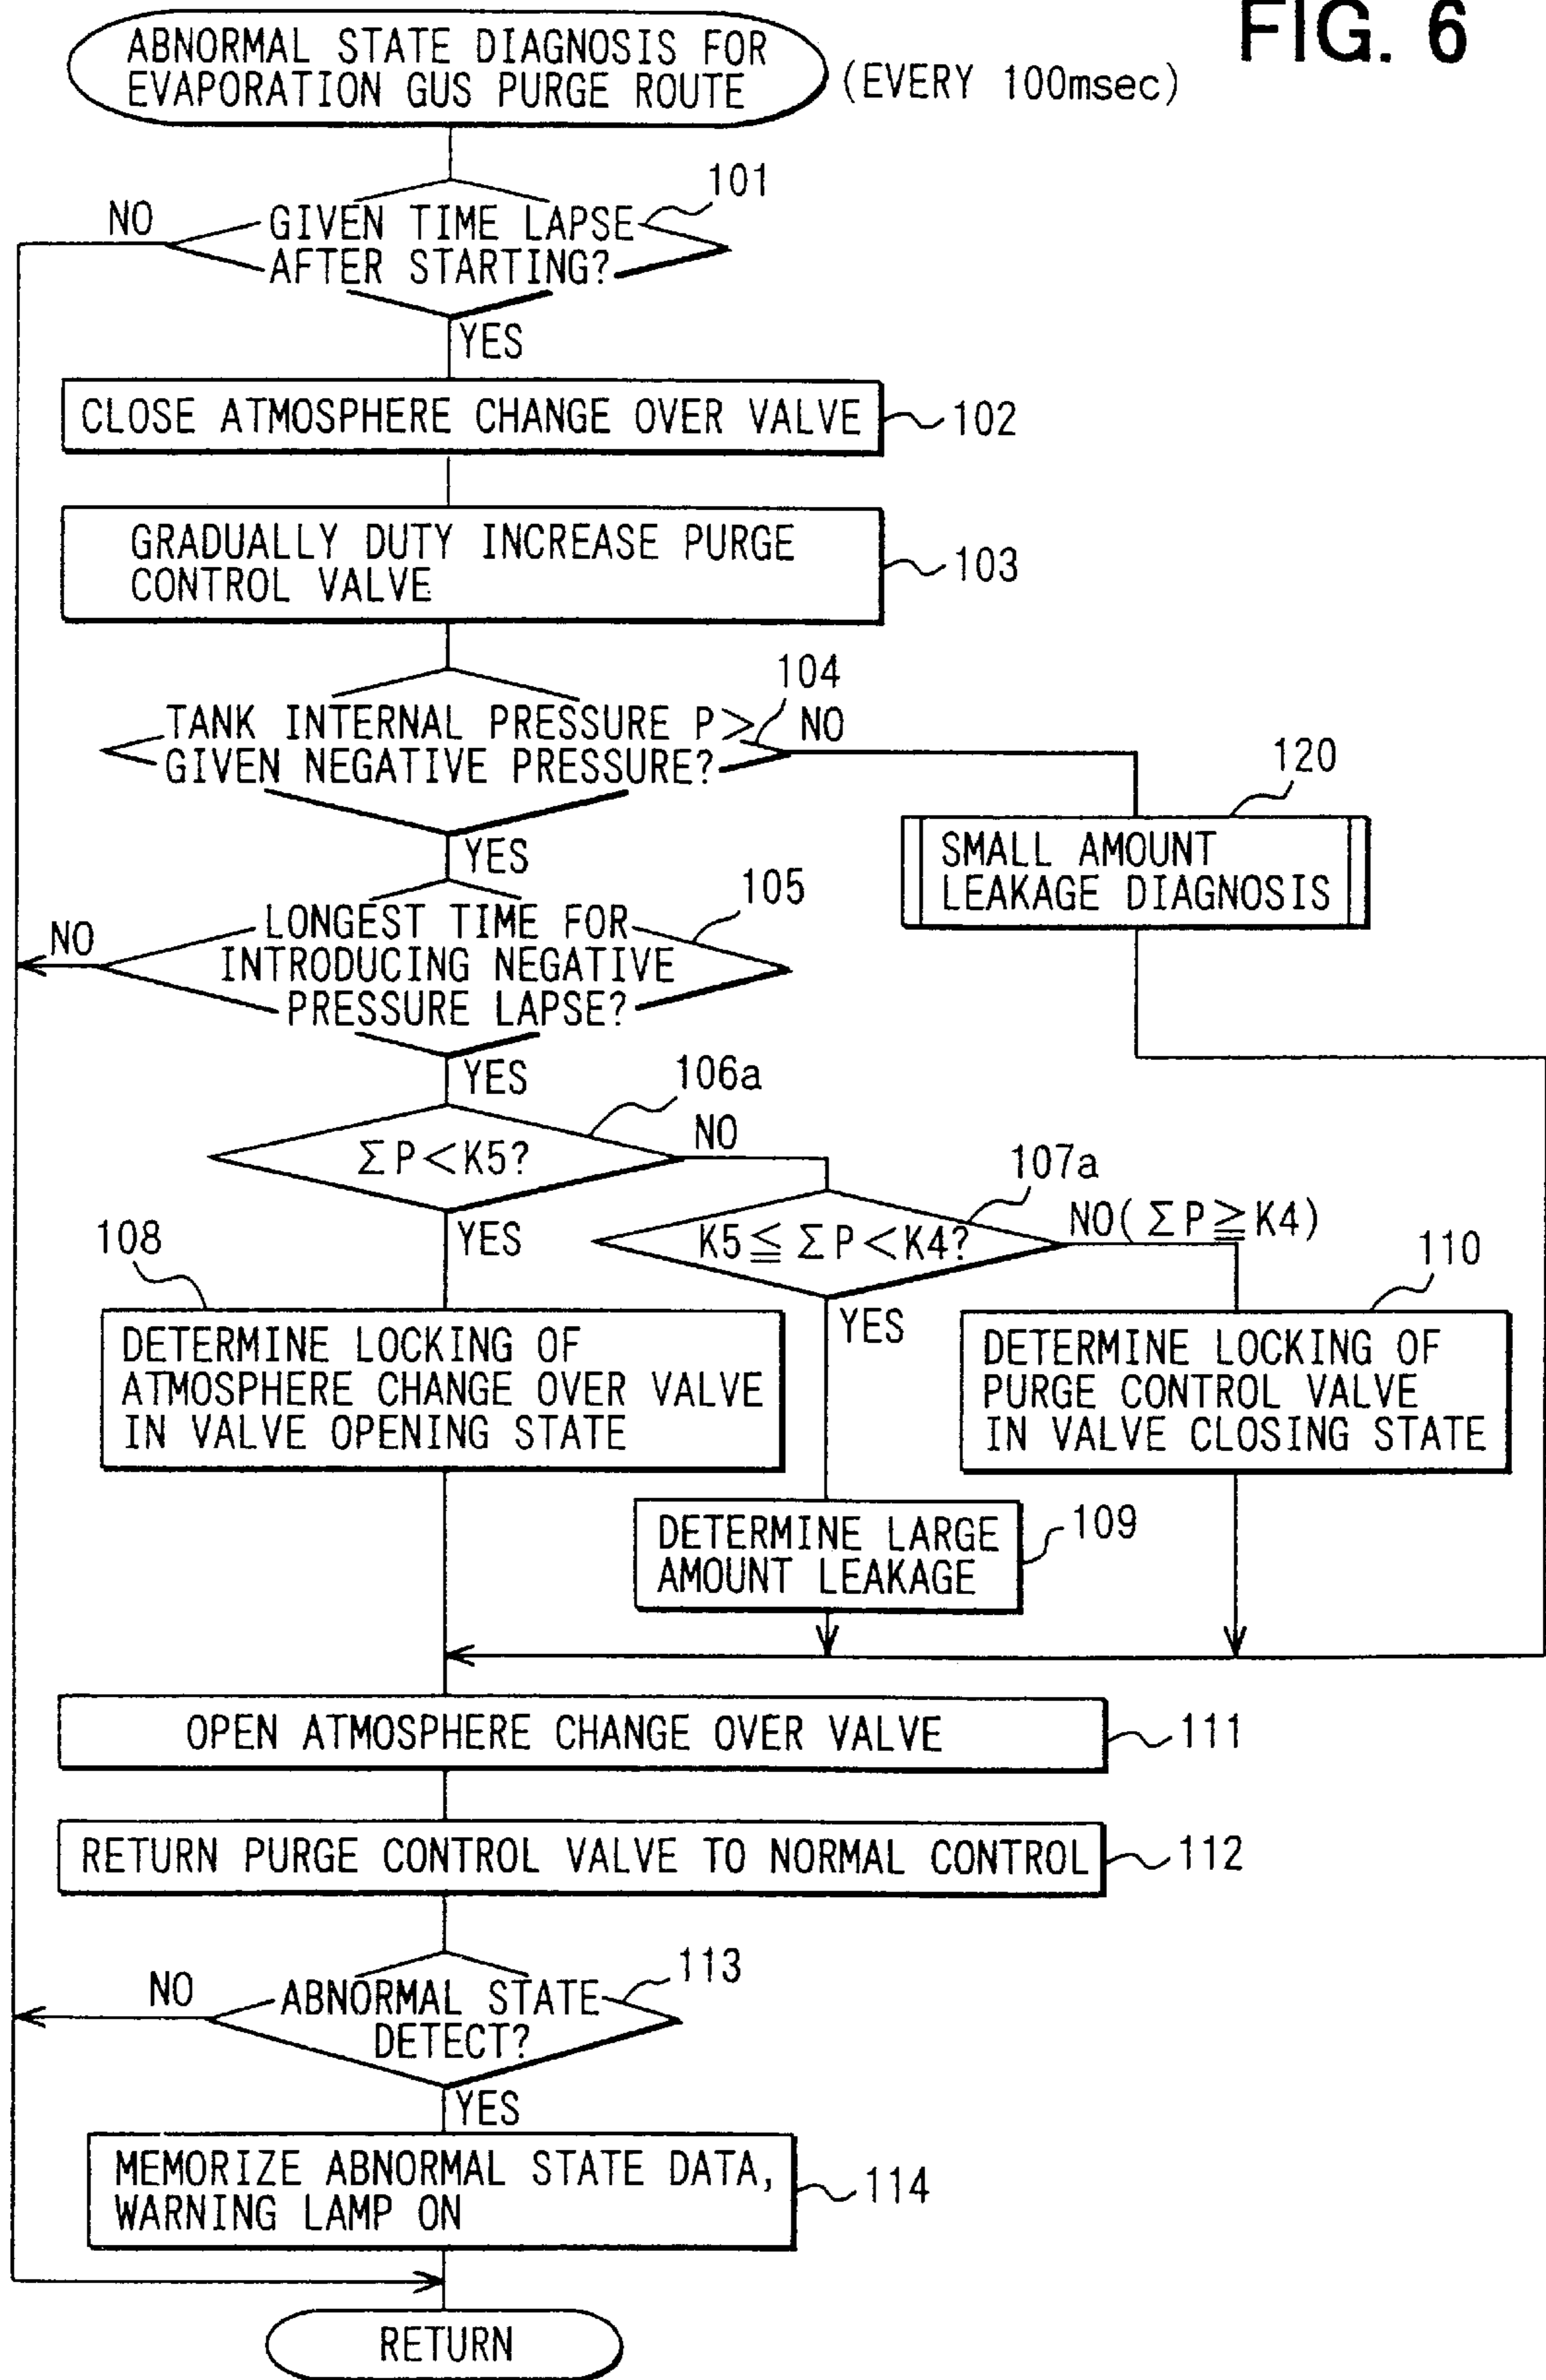 FIG. 6
ABNORMAL STATE DIAGNOSIS FOR
EVAPORATION GUS PURGE ROUTE
(EVERY 100msec)
101
NO
GIVEN TIME LAPSE
AFTER STARTING?
YES
CLOSE ATMOSPHERE CHANGE OVER VALVE
102
GRADUALLY DUTY INCREASE PURGE
CONTROL VALVE
103
104
TANK INTERNAL PRESSURE P>
GIVEN NEGATIVE PRESSURE?
NO
YES
120
SMALL AMOUNT
LEAKAGE DIAGNOSIS
105
NO
LONGEST TIME FOR
INTRODUCING NEGATIVE
PRESSURE LAPSE?
YES
106a
ΣP<K5?
NO
YES
107a
K5≦ΣP<K4?
NO(ΣP≧K4)
YES
108
DETERMINE LOCKING OF
ATMOSPHERE CHANGE OVER VALVE
IN VALVE OPENING STATE
110
DETERMINE LOCKING OF
PURGE CONTROL VALVE
IN VALVE CLOSING STATE
DETERMINE LARGE
AMOUNT LEAKAGE
109
OPEN ATMOSPHERE CHANGE OVER VALVE
111
RETURN PURGE CONTROL VALVE TO NORMAL CONTROL
112
113
NO
ABNORMAL STATE
DETECT?
YES
MEMORIZE ABNORMAL STATE DATA,
WARNING LAMP ON
114
RETURN